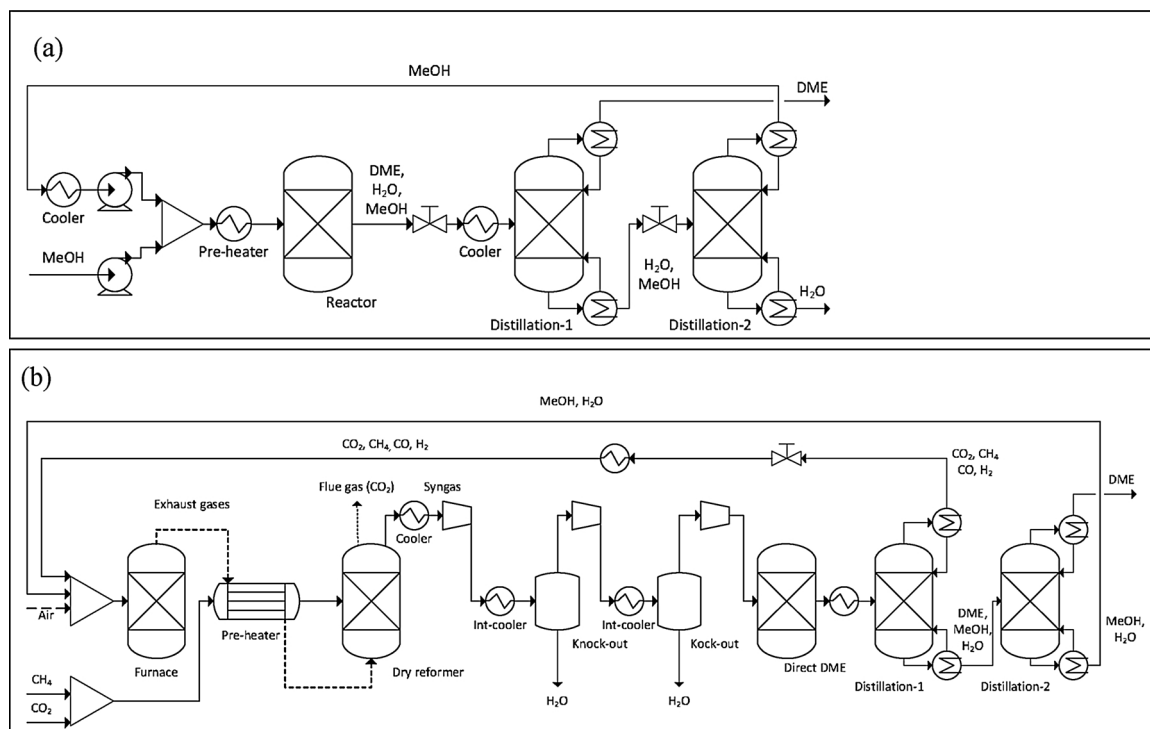 (a)
MeOH
DME
DME,
H₂O,
MeOH
Cooler
MeOH
Pre-heater
Cooler
H₂O,
MeOH
H₂O
Reactor
Distillation-1
Distillation-2
(b)
MeOH, H₂O
CO₂, CH₄, CO, H₂
CO₂, CH₄
CO, H₂
DME
Exhaust gases
Flue gas (CO₂)
Syngas
Cooler
Air
Pre-heater
Int-cooler
Knock-out
Int-cooler
Kock-out
DME,
MeOH,
H₂O
MeOH,
H₂O
Furnace
Dry reformer
Direct DME
Distillation-1
Distillation-2
CH₄
CO₂
H₂O
H₂O